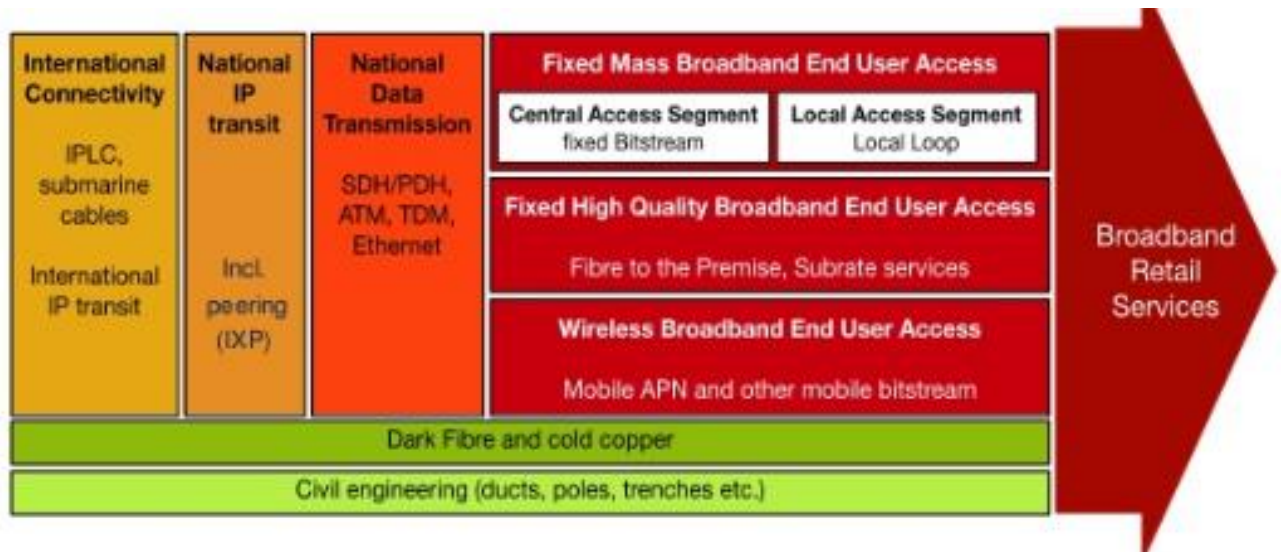 International
Connectivity
IPLC,
submarine
cables
International
IP transit
National
IP
transit
Incl.
peering
(IXP)
National
Data
Transmission
SDH/PDH,
ATM, TDM,
Ethernet
Fixed Mass Broadband End User Access
Central Access Segment
fixed Bitstream
Local Access Segment
Local Loop
Fixed High Quality Broadband End User Access
Fibre to the Premise, Subrate services
Wireless Broadband End User Access
Mobile APN and other mobile bitstream
Dark Fibre and cold copper
Civil engineering (ducts, poles, trenches etc.)
Broadband
Retail
Services